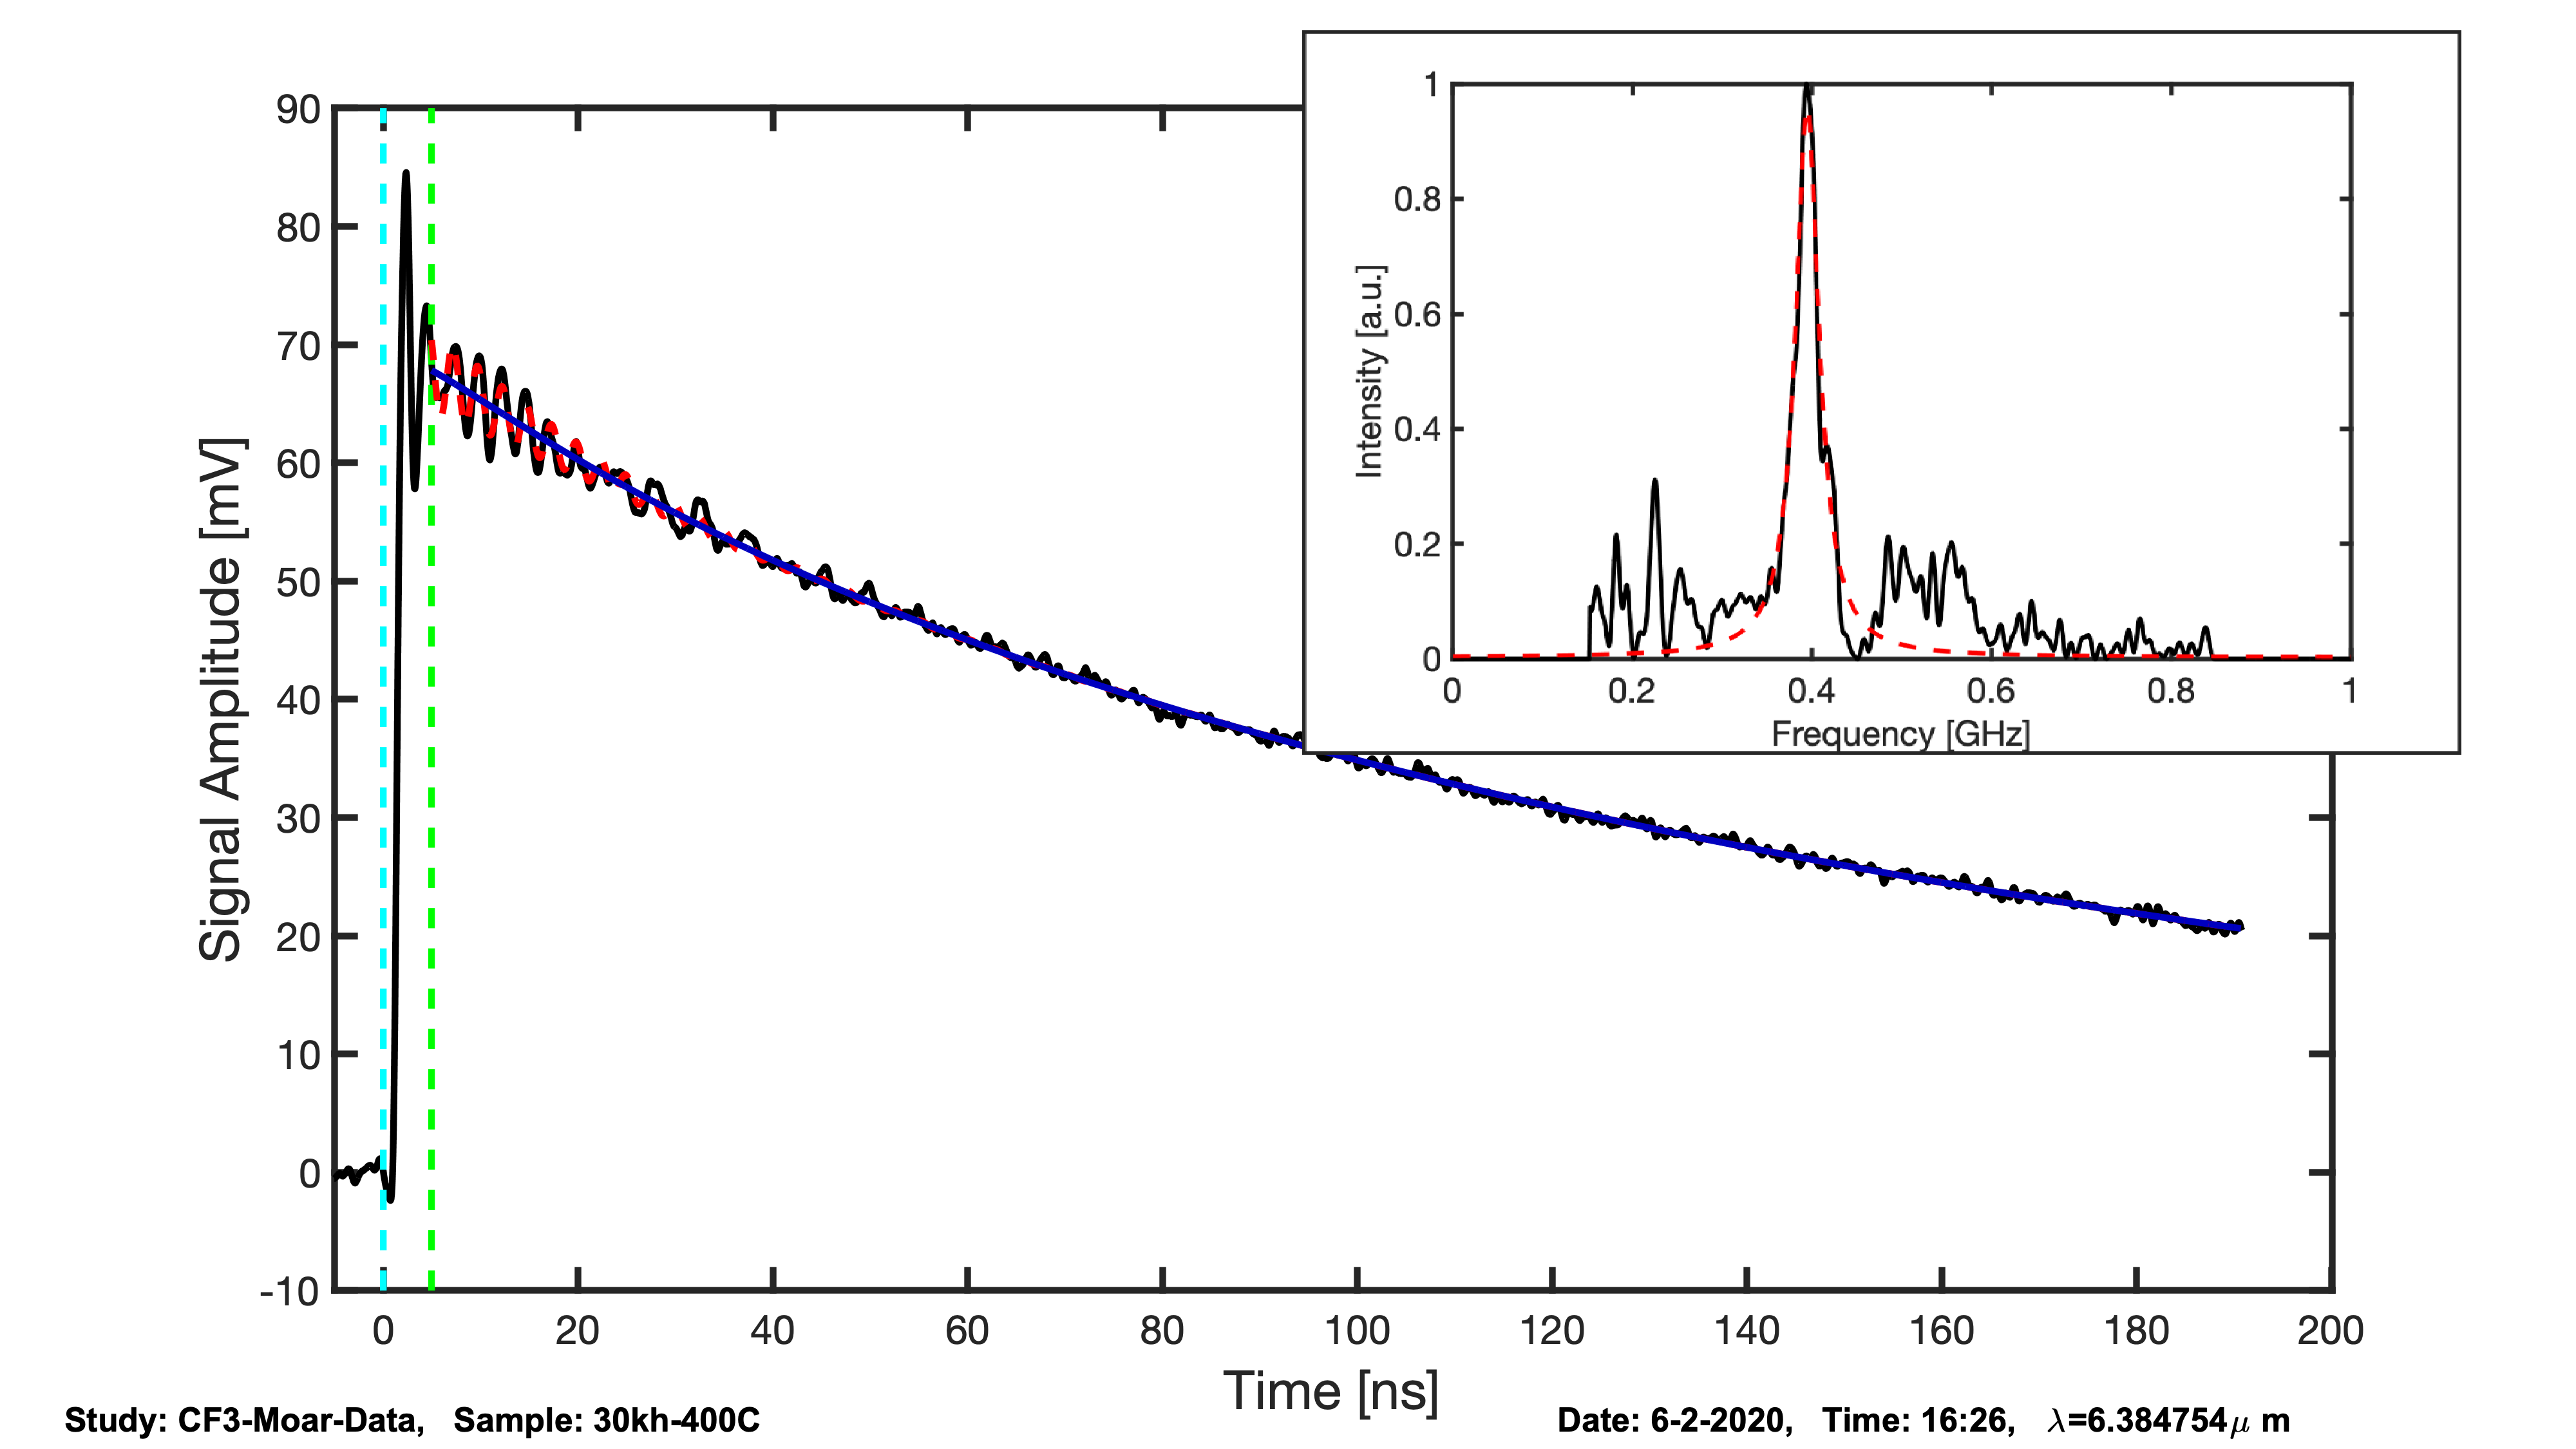 90
80
70
60
50
40
30
20
10
0
-10
Signal Amplitude [mV]
0 20 40 60 80 100 120 140 160 180 200
Time [ns]
1
0.8
0.6
0.4
0.2
0
Intensity [a.u.]
0 0.2 0.4 0.6 0.8 1
Frequency [GHz]
Study: CF3-Moar-Data, Sample: 30kh-400C
Date: 6-2-2020, Time: 16:26, λ=6.384754μ m